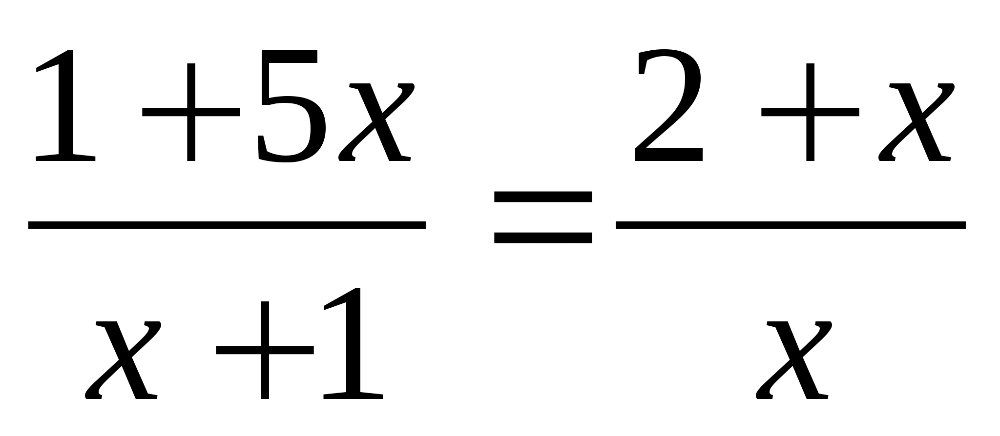 1 + 5x = 2 + x
x + 1 x